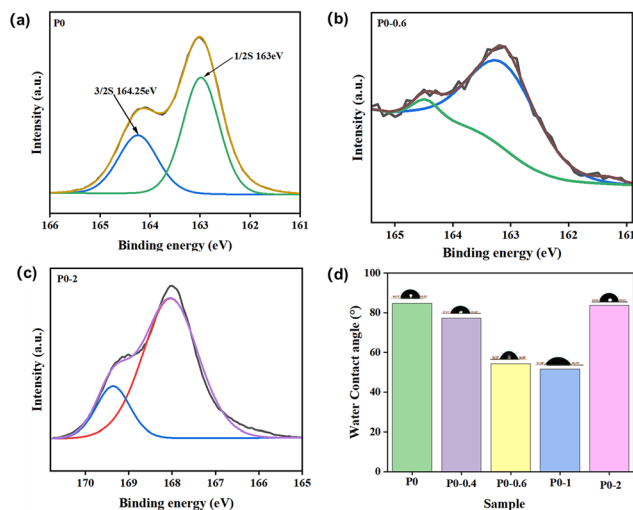 (a)
P0
1/2S 163eV
3/2S 164.25eV
Intensity (a.u.)
166 165 164 163 162 161
Binding energy (eV)
(b)
P0-0.6
Intensity (a.u.)
165 164 163 162 161
Binding energy (eV)
(c)
P0-2
Intensity (a.u.)
170 169 168 167 166 165
Binding energy (eV)
(d)
100
80
60
40
20
0
Water Contact angle (°)
P0 P0-0.4 P0-0.6 P0-1 P0-2
Sample